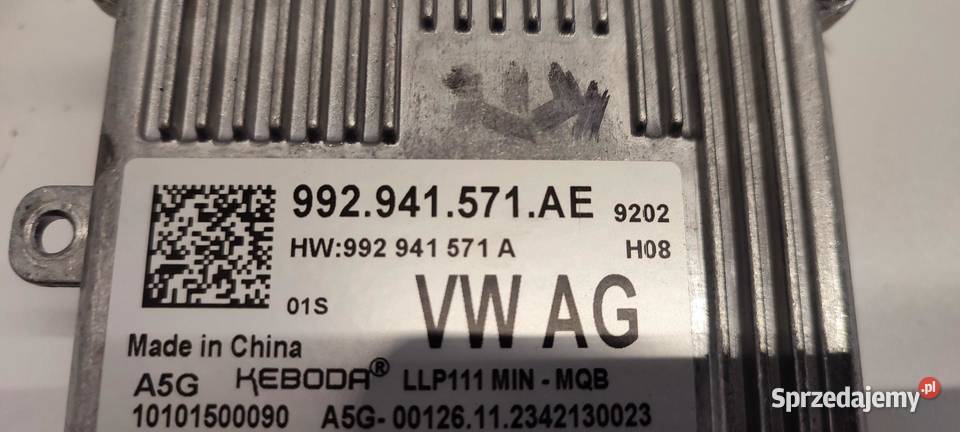 992.941.571.AE 9202
HW:992 941 571 A H08
01S VW AG
Made in China
A5G KEBODA® LLP111 MIN - MQB
10101500090 A5G-00126.11.2342130023
Sprzedajemy.pl